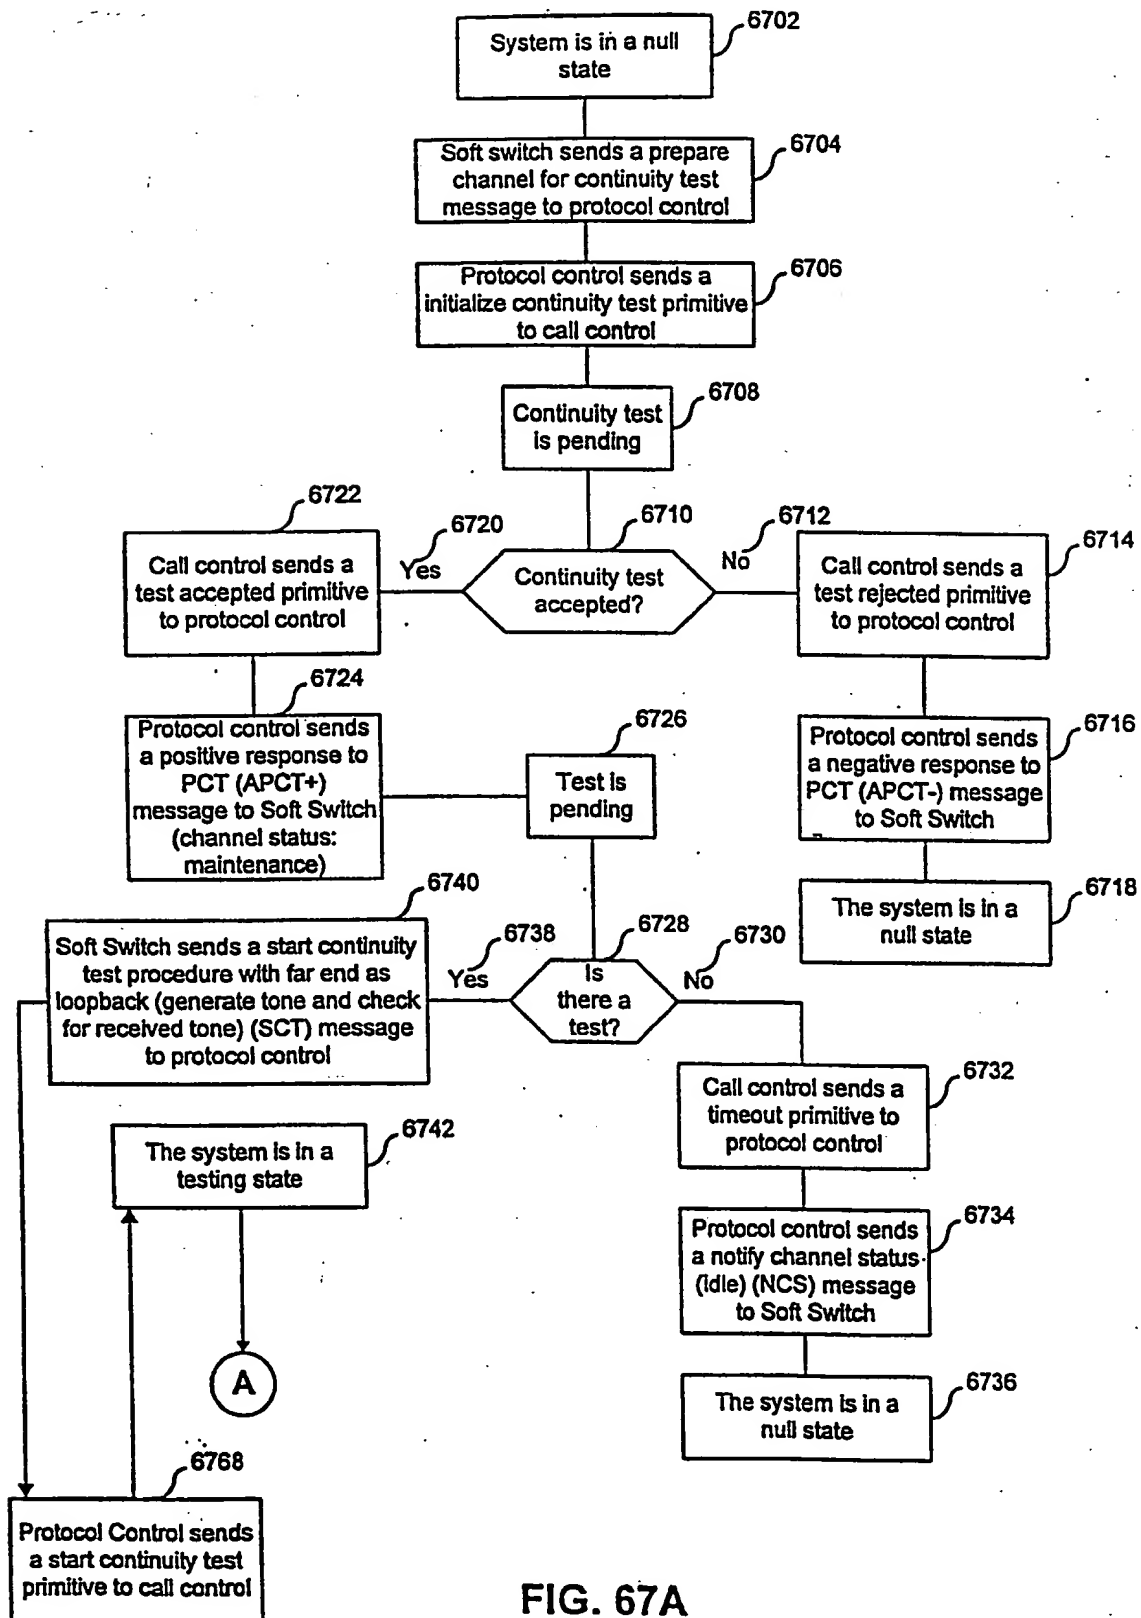 6702
System is in a null
state
6704
Soft switch sends a prepare
channel for continuity test
message to protocol control
6706
Protocol control sends a
initialize continuity test primitive
to call control
6708
Continuity test
is pending
6722
6720
6710
6712
6714
Call control sends a
test accepted primitive
to protocol control
Yes
Continuity test
accepted?
No
Call control sends a
test rejected primitive
to protocol control
6724
Protocol control sends
a positive response to
PCT (APCT+)
message to Soft Switch
(channel status:
maintenance)
6726
Test is
pending
6716
Protocol control sends
a negative response to
PCT (APCT-) message
to Soft Switch
6718
The system is in a
null state
6740
Soft Switch sends a start continuity
test procedure with far end as
loopback (generate tone and check
for received tone) (SCT) message
to protocol control
6738
Yes
6728
Is
there a
test?
6730
No
6732
Call control sends a
timeout primitive to
protocol control
6742
The system is in a
testing state
6734
Protocol control sends
a notify channel status
(Idle) (NCS) message
to Soft Switch
A
6736
The system is in a
null state
6768
Protocol Control sends
a start continuity test
primitive to call control
FIG. 67A